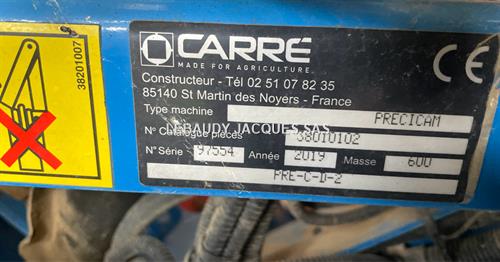 38201007
CARRÉ
MADE FOR AGRICULTURE.
CE
Constructeur - Tél 02 51 07 82 35
85140 St Martin des Noyers - France
Type machine PRECICAM
LEBAUDY JACQUES SAS
N° Catalogue pièces 38010102
N° Série 97554 Année 2019 Masse 600
PRE-C-D-2